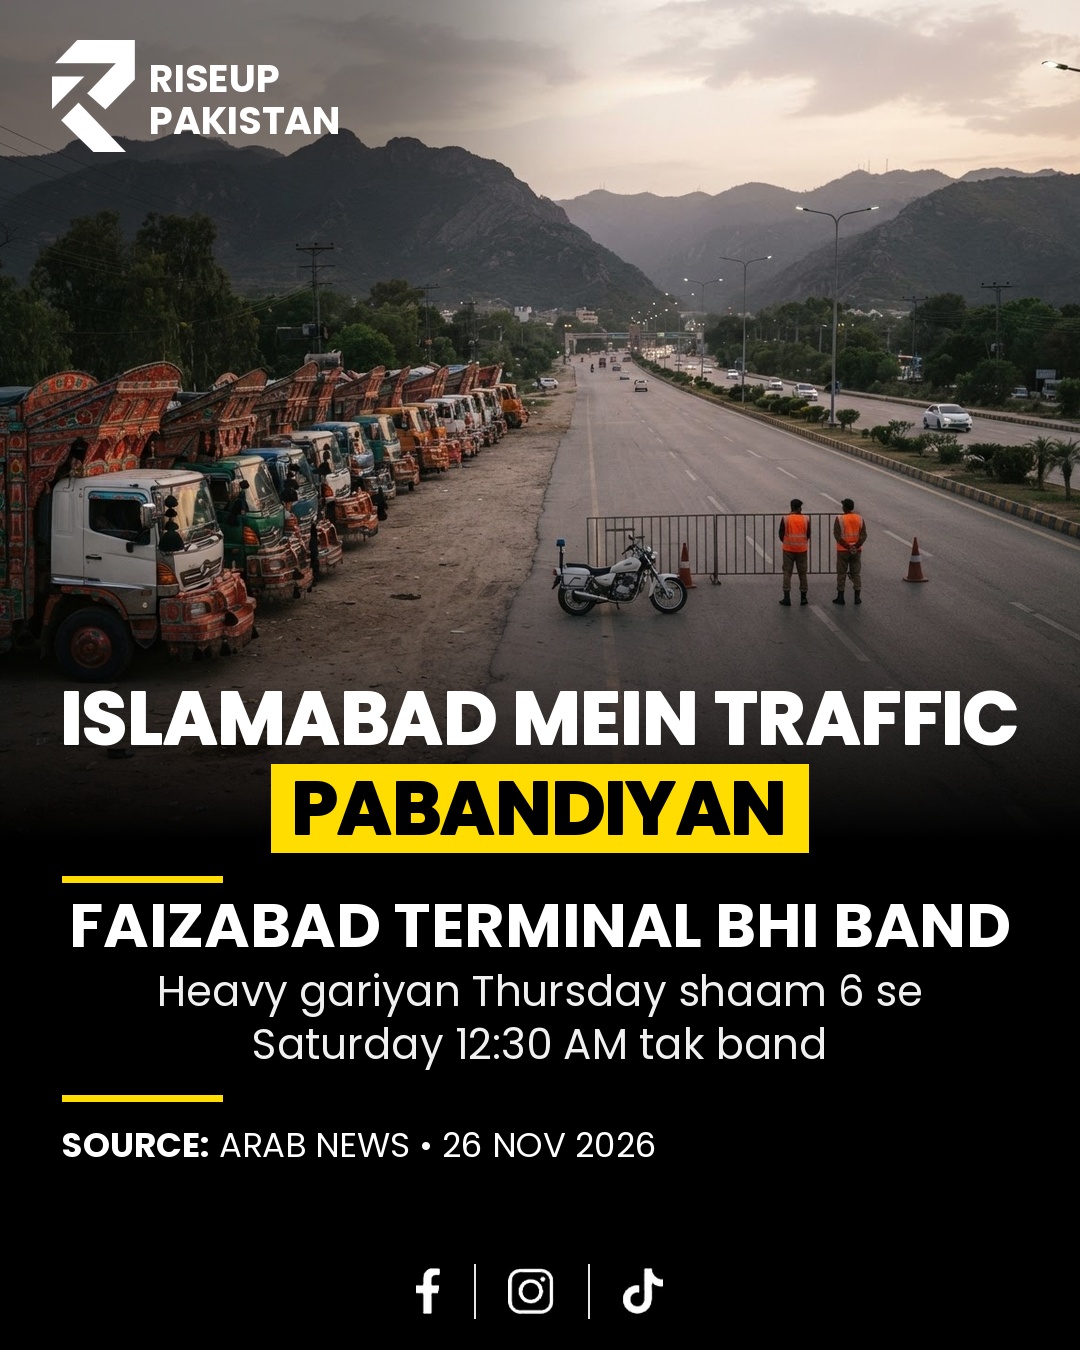 RISEUP
PAKISTAN
ISLAMABAD MEIN TRAFFIC
PABANDIYAN
FAIZABAD TERMINAL BHI BAND
Heavy gariyan Thursday shaam 6 se
Saturday 12:30 AM tak band
SOURCE: ARAB NEWS • 26 NOV 2026